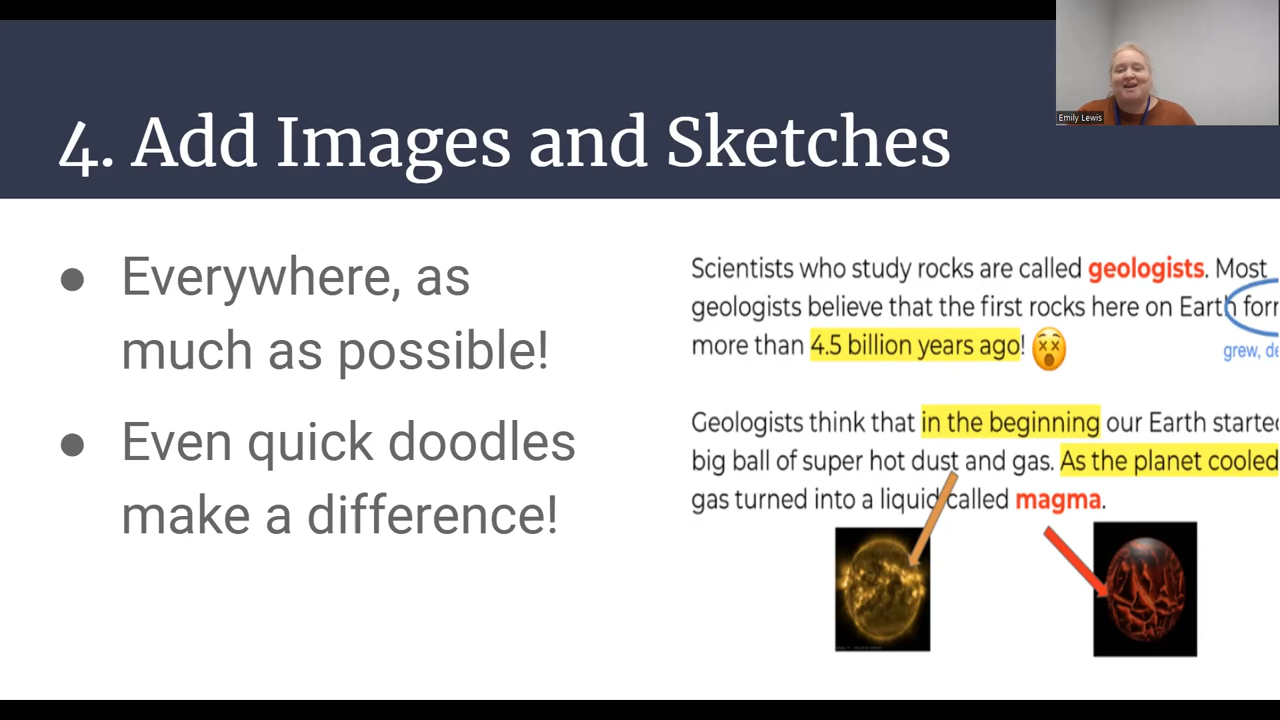 4. Add Images and Sketches
Emily Lewis
● Everywhere, as
much as possible!
● Even quick doodles
make a difference!
Scientists who study rocks are called geologists. Most
geologists believe that the first rocks here on Earth
more than 4.5 billion years ago!
grew,
Geologists think that in the beginning our Earth started
big ball of super hot dust and gas. As the planet cooled
gas turned into a liquid called magma.